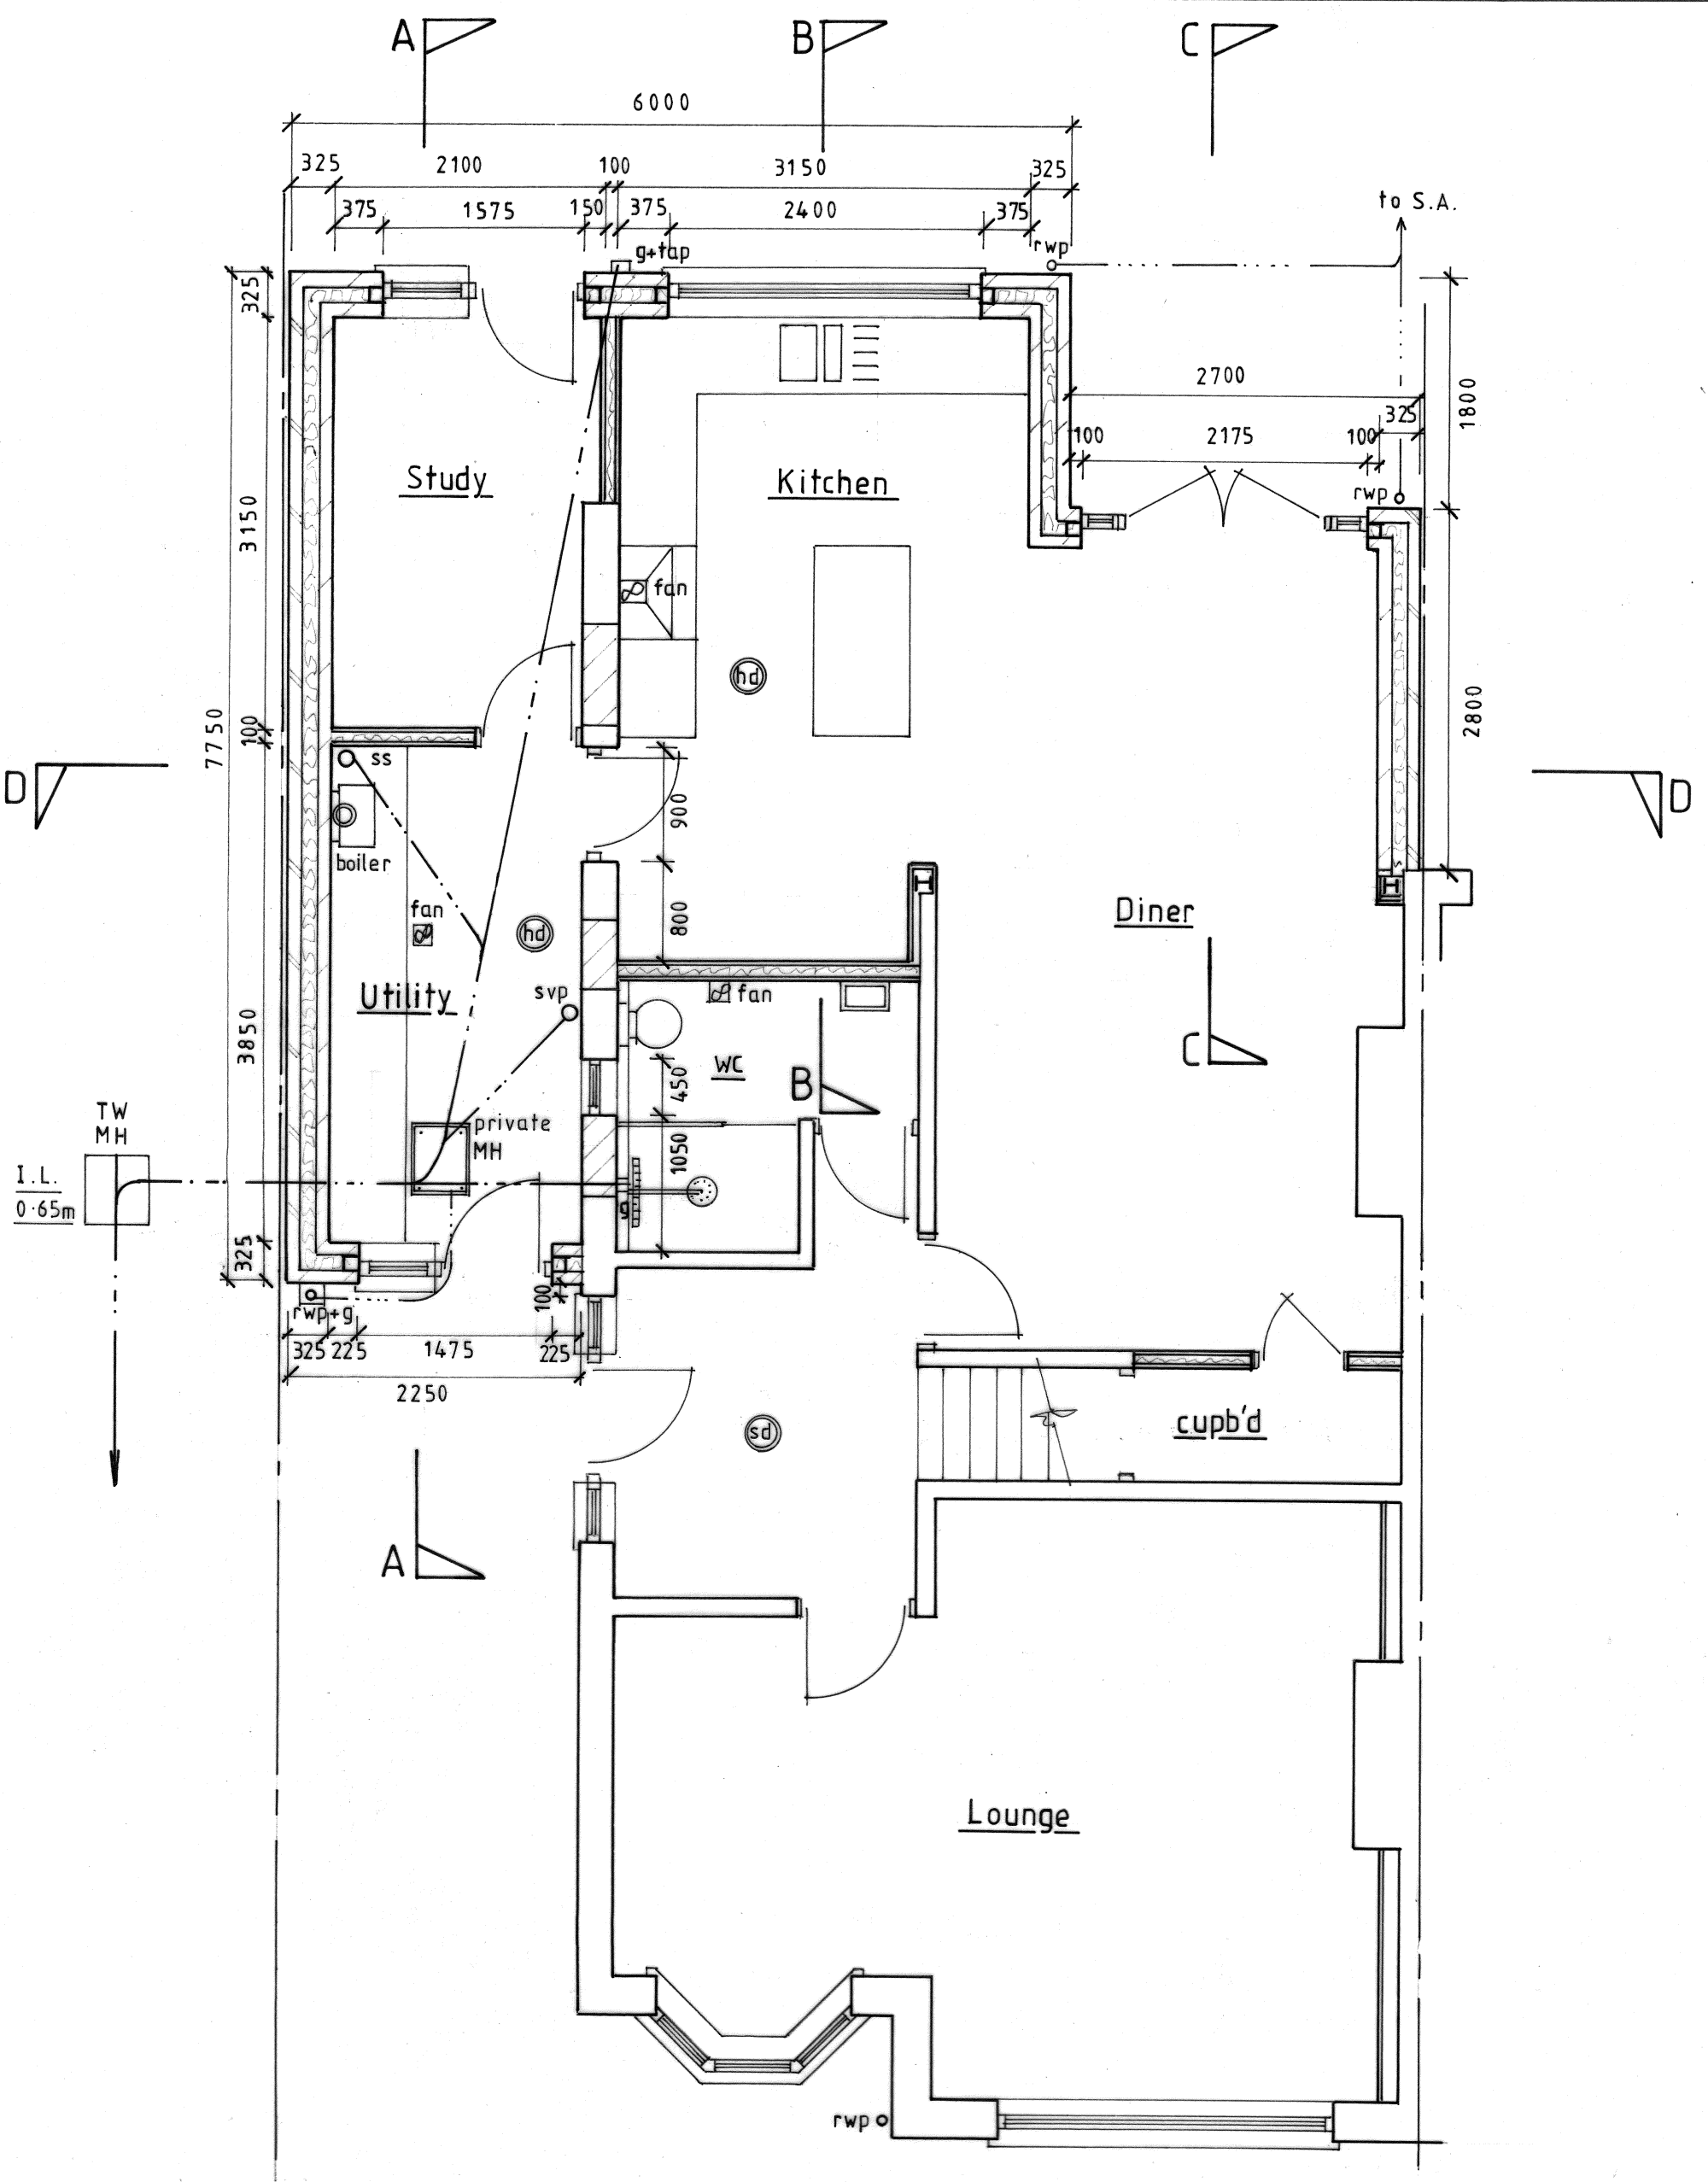 A
B
C
6000
325
2100
100
3150
325
375
1575
150
375
2400
375
to S.A.
g+tap
rwp
325
1800
2700
325
100
2175
100
rwp
Study
Kitchen
3150
fan
hd
7750
100
2800
D
ss
D
900
boiler
fan
hd
800
Diner
Utility
svp
fan
3850
WC
C
B
450
TW
MH
private
MH
1050
I.L.
0·65m
g
325
100
rwp+g
325
225
1475
225
2250
sd
cupb'd
A
Lounge
rwp
H
H